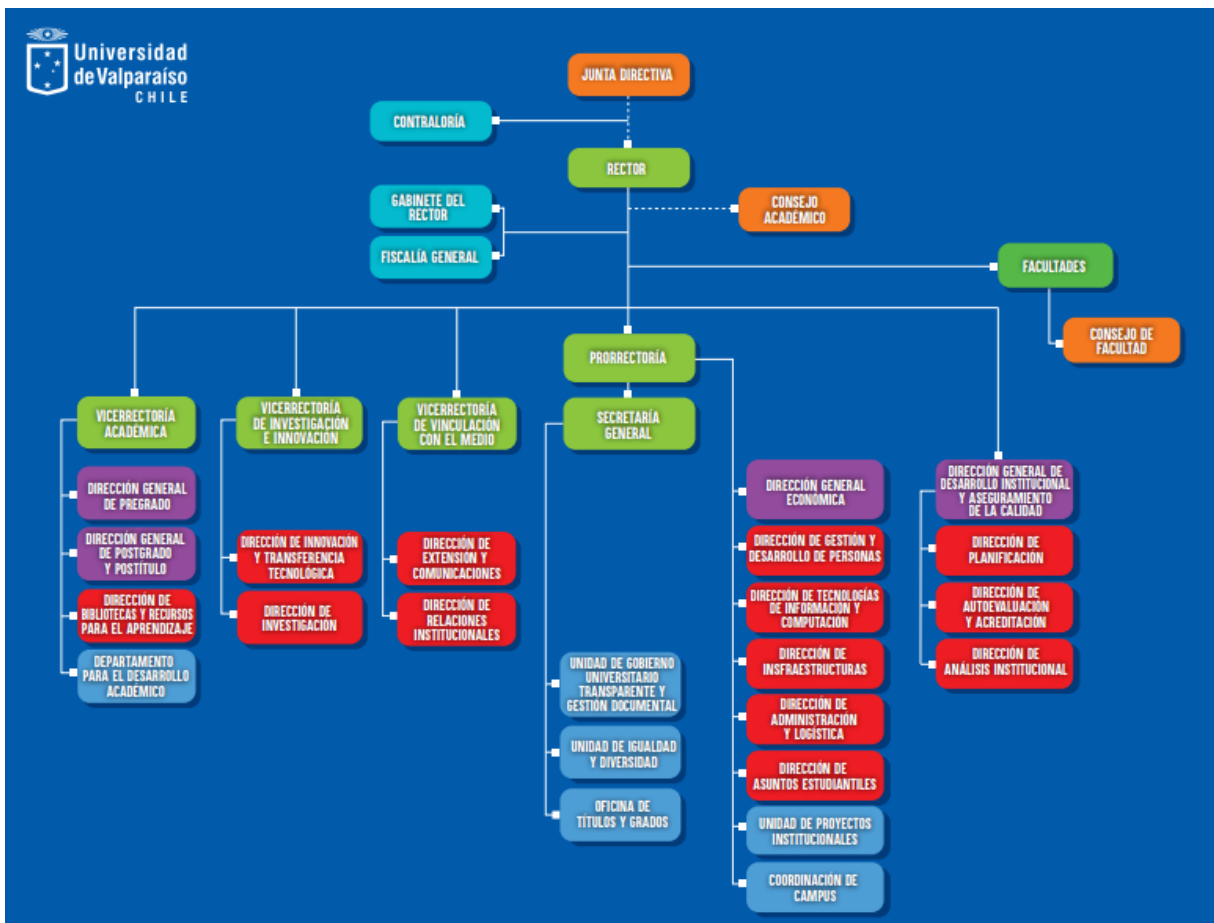 Universidad
de Valparaíso
CHILE
JUNTA DIRECTIVA
CONTRALORÍA
RECTOR
GABINETE DEL
RECTOR
CONSEJO
ACADÉMICO
FISCALÍA GENERAL
FACULTADES
CONSEJO DE
FACULTAD
PRORRECTORÍA
VICERRECTORÍA
ACADÉMICA
VICERRECTORÍA
DE INVESTIGACIÓN
E INNOVACIÓN
VICERRECTORÍA
DE VINCULACIÓN
CON EL MEDIO
SECRETARÍA
GENERAL
DIRECCIÓN GENERAL
DE PREGRADO
DIRECCIÓN GENERAL
DE POSTGRADO
Y POSTÍTULO
DIRECCIÓN DE
BIBLIOTECAS Y RECURSOS
PARA EL APRENDIZAJE
DEPARTAMENTO
PARA EL DESARROLLO
ACADÉMICO
DIRECCIÓN DE INNOVACIÓN
Y TRANSFERENCIA
TECNOLÓGICA
DIRECCIÓN DE
INVESTIGACIÓN
DIRECCIÓN DE
EXTENSIÓN Y
COMUNICACIONES
DIRECCIÓN DE
RELACIONES
INSTITUCIONALES
UNIDAD DE GOBIERNO
UNIVERSITARIO
TRANSPARENTE Y
GESTIÓN DOCUMENTAL
UNIDAD DE IGUALDAD
Y DIVERSIDAD
OFICINA DE
TÍTULOS Y GRADOS
DIRECCIÓN GENERAL
ECONÓMICA
DIRECCIÓN DE GESTIÓN Y
DESARROLLO DE PERSONAS
DIRECCIÓN DE TECNOLOGÍAS
DE INFORMACIÓN Y
COMPUTACIÓN
DIRECCIÓN DE
INSFRAESTRUCTURAS
DIRECCIÓN DE
ADMINISTRACIÓN
Y LOGÍSTICA
DIRECCIÓN DE
ASUNTOS ESTUDIANTILES
UNIDAD DE PROYECTOS
INSTITUCIONALES
COORDINACIÓN DE
CAMPUS
DIRECCIÓN GENERAL DE
DESARROLLO INSTITUCIONAL
Y ASEGURAMIENTO
DE LA CALIDAD
DIRECCIÓN DE
PLANIFICACIÓN
DIRECCIÓN DE
AUTOEVALUACIÓN
Y ACREDITACIÓN
DIRECCIÓN DE
ANÁLISIS INSTITUCIONAL